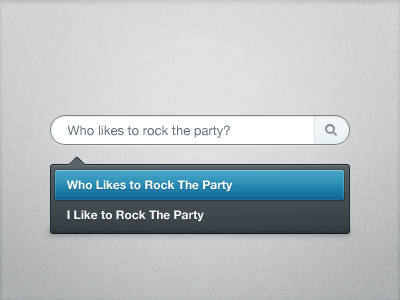 Who likes to rock the party?
Who Likes to Rock The Party
I Like to Rock The Party